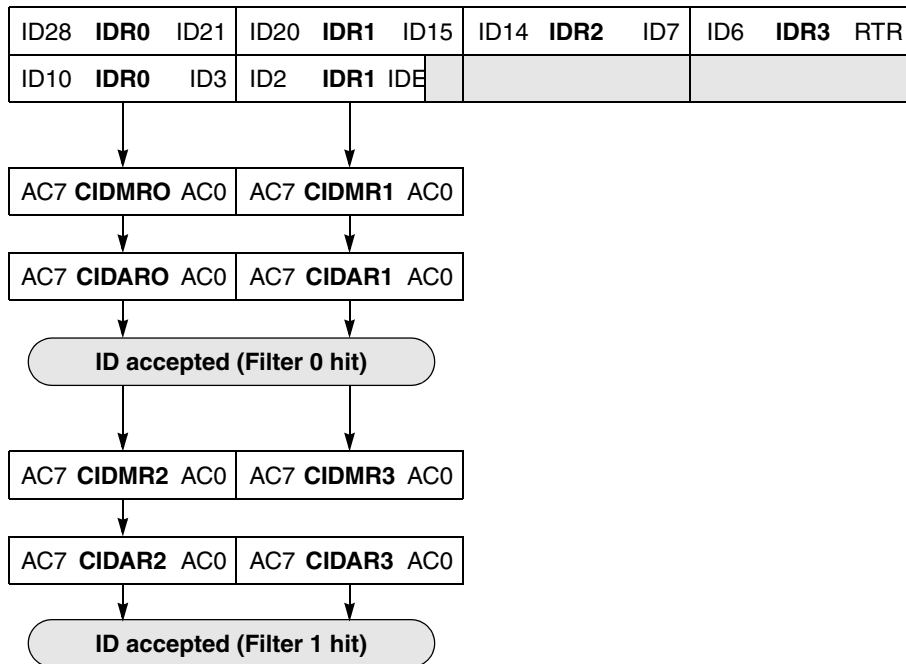 ID28 IDR0 ID21 ID20 IDR1 ID15 ID14 IDR2 ID7 ID6 IDR3 RTR
ID10 IDR0 ID3 ID2 IDR1 IDE
AC7 CIDMRO AC0 AC7 CIDMR1 AC0
AC7 CIDARO AC0 AC7 CIDAR1 AC0
ID accepted (Filter 0 hit)
AC7 CIDMR2 AC0 AC7 CIDMR3 AC0
AC7 CIDAR2 AC0 AC7 CIDAR3 AC0
ID accepted (Filter 1 hit)